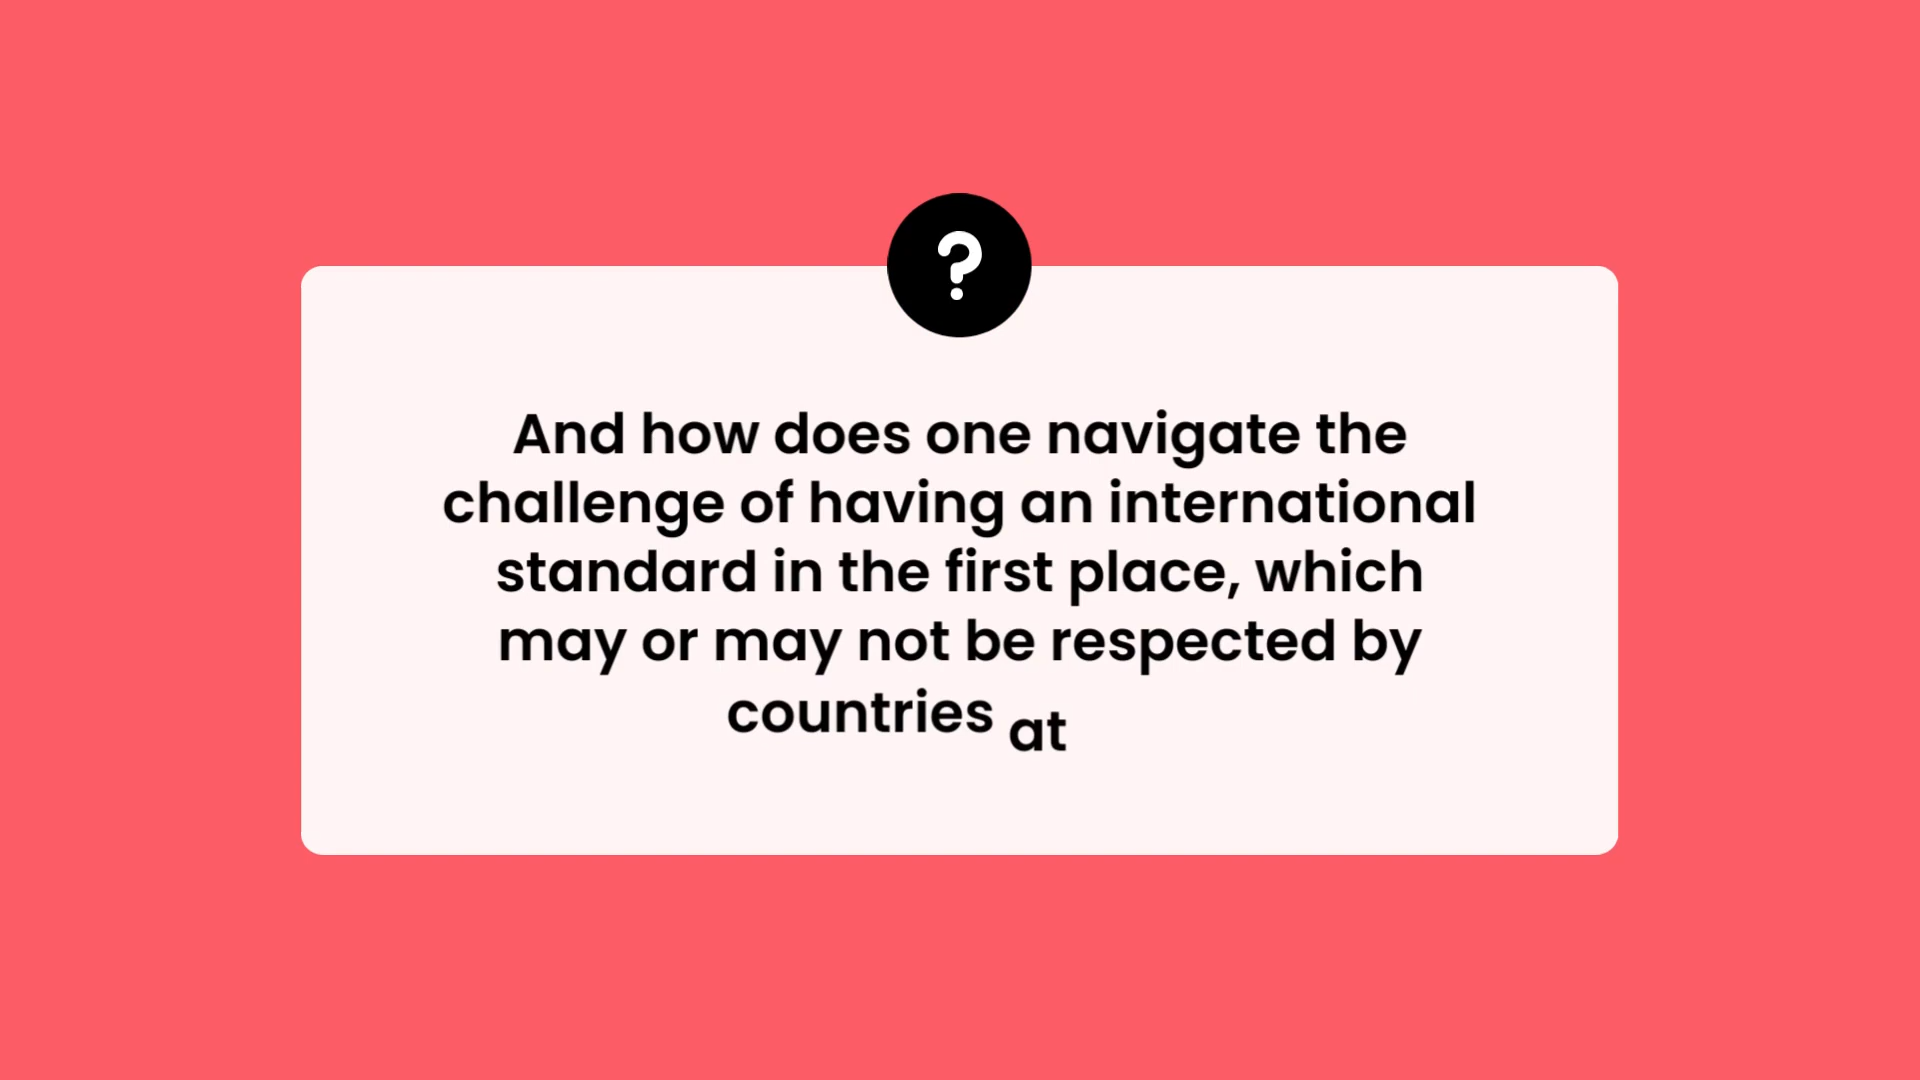 ?
And how does one navigate the
challenge of having an international
standard in the first place, which
may or may not be respected by
countries at